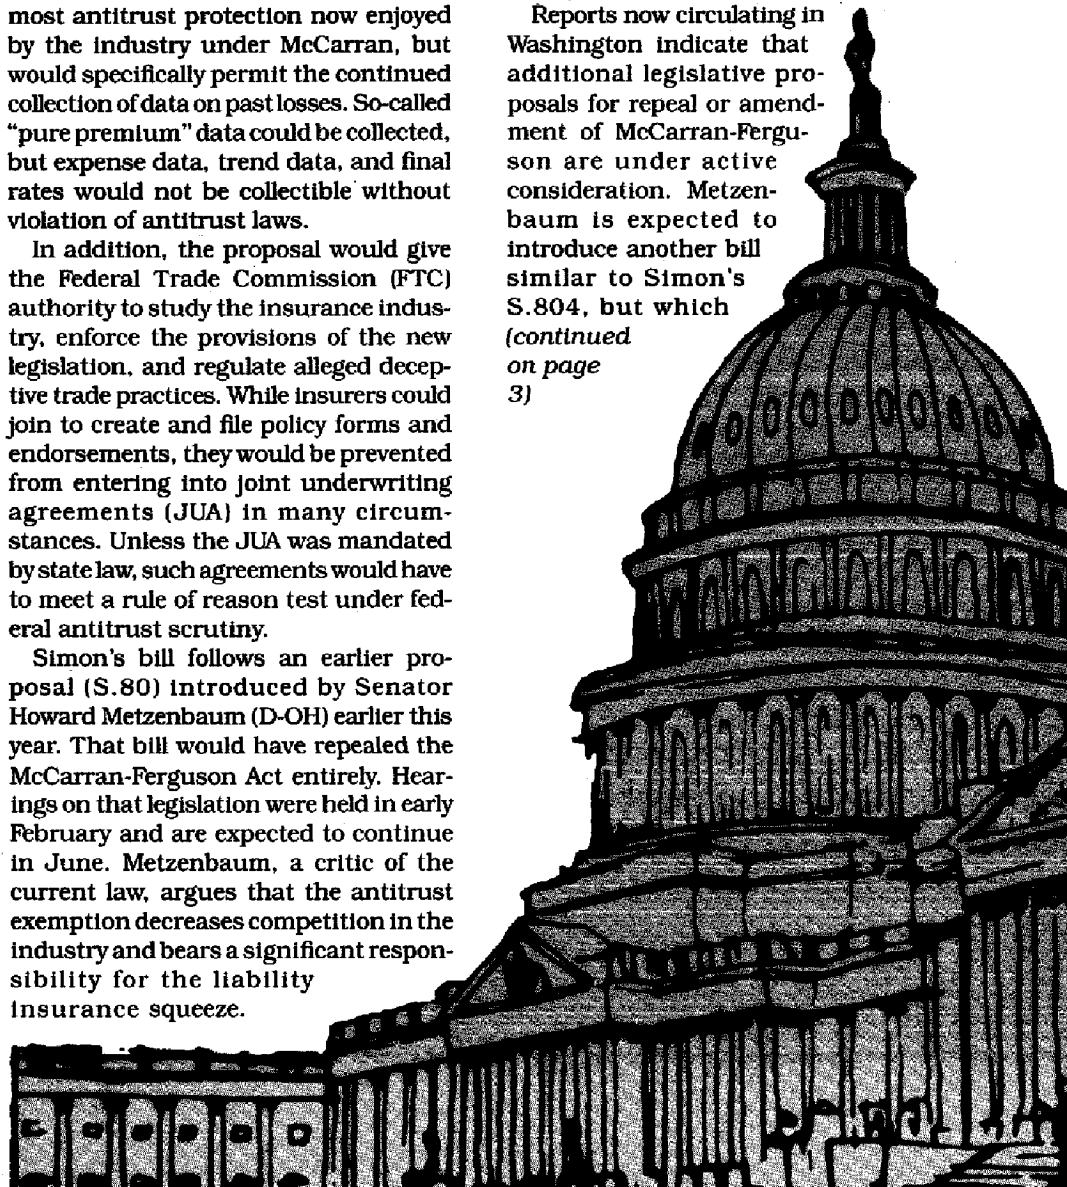 most antitrust protection now enjoyed
by the industry under McCarran, but
would specifically permit the continued
collection of data on past losses. So-called
“pure premium” data could be collected,
but expense data, trend data, and final
rates would not be collectible without
violation of antitrust laws.
In addition, the proposal would give
the Federal Trade Commission (FTC)
authority to study the insurance indus-
try, enforce the provisions of the new
legislation, and regulate alleged decep-
tive trade practices. While insurers could
join to create and file policy forms and
endorsements, they would be prevented
from entering into joint underwriting
agreements (JUA) in many circum-
stances. Unless the JUA was mandated
by state law, such agreements would have
to meet a rule of reason test under fed-
eral antitrust scrutiny.
Simon's bill follows an earlier pro-
posal (S.80) introduced by Senator
Howard Metzenbaum (D-OH) earlier this
year. That bill would have repealed the
McCarran-Ferguson Act entirely. Hear-
ings on that legislation were held in early
February and are expected to continue
in June. Metzenbaum, a critic of the
current law, argues that the antitrust
exemption decreases competition in the
industry and bears a significant respon-
sibility for the liability
insurance squeeze.
Reports now circulating in
Washington indicate that
additional legislative pro-
posals for repeal or amend-
ment of McCarran-Fergu-
son are under active
consideration. Metzen-
baum is expected to
introduce another bill
similar to Simon's
S.804, but which
(continued
on page
3)